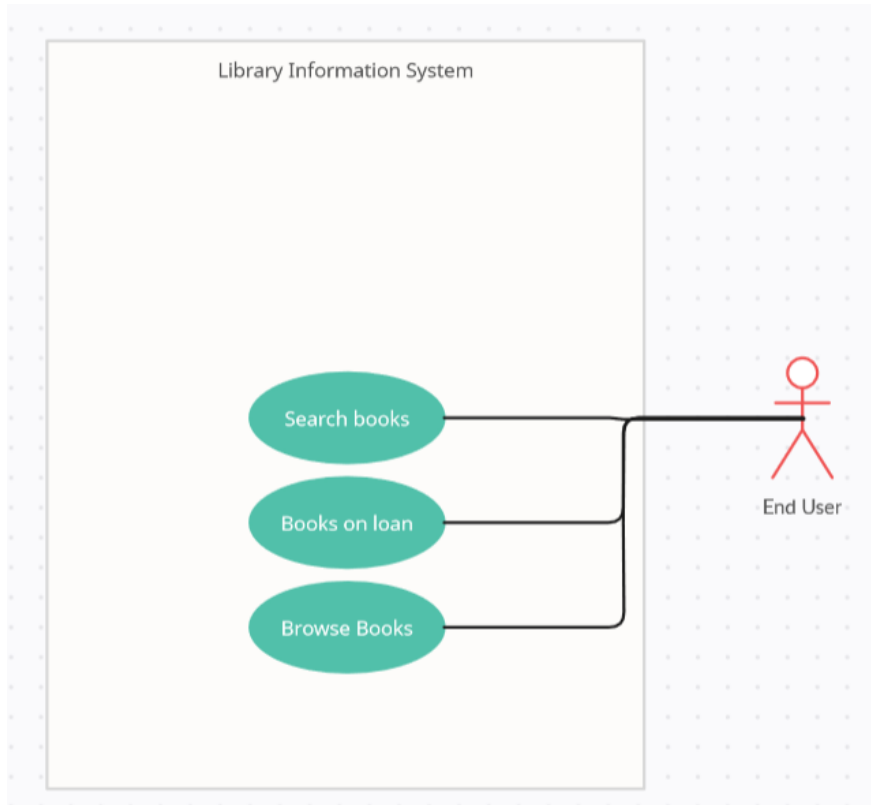 Library Information System
Search books
Books on loan
Browse Books
End User